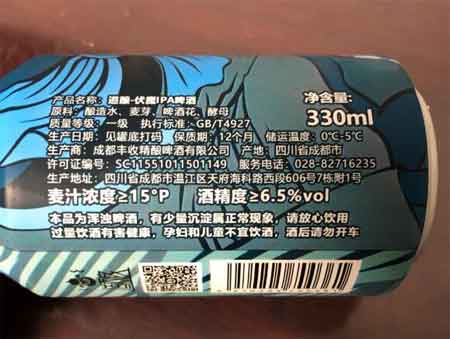 产品名称：道酿-伏魔IPA啤酒
原料：酿造水、麦芽、啤酒花、酵母
质量等级：一级 执行标准：GB/T4927
生产日期：见罐底打码 保质期：12个月 储运温度：0℃-5℃
生产商：成都丰收精酿啤酒有限公司 产地：四川省成都市
许可证编号：SC11551011501149 服务电话：028-82716235
生产地址：四川省成都市温江区天府海科路西段606号7栋附1号
麦汁浓度≥15°P 酒精度≥6.5%vol
本品为浑浊啤酒，有少量沉淀属正常现象，请放心饮用
过量饮酒有害健康，孕妇和儿童不宜饮酒，酒后请勿开车
净含量：
330ml